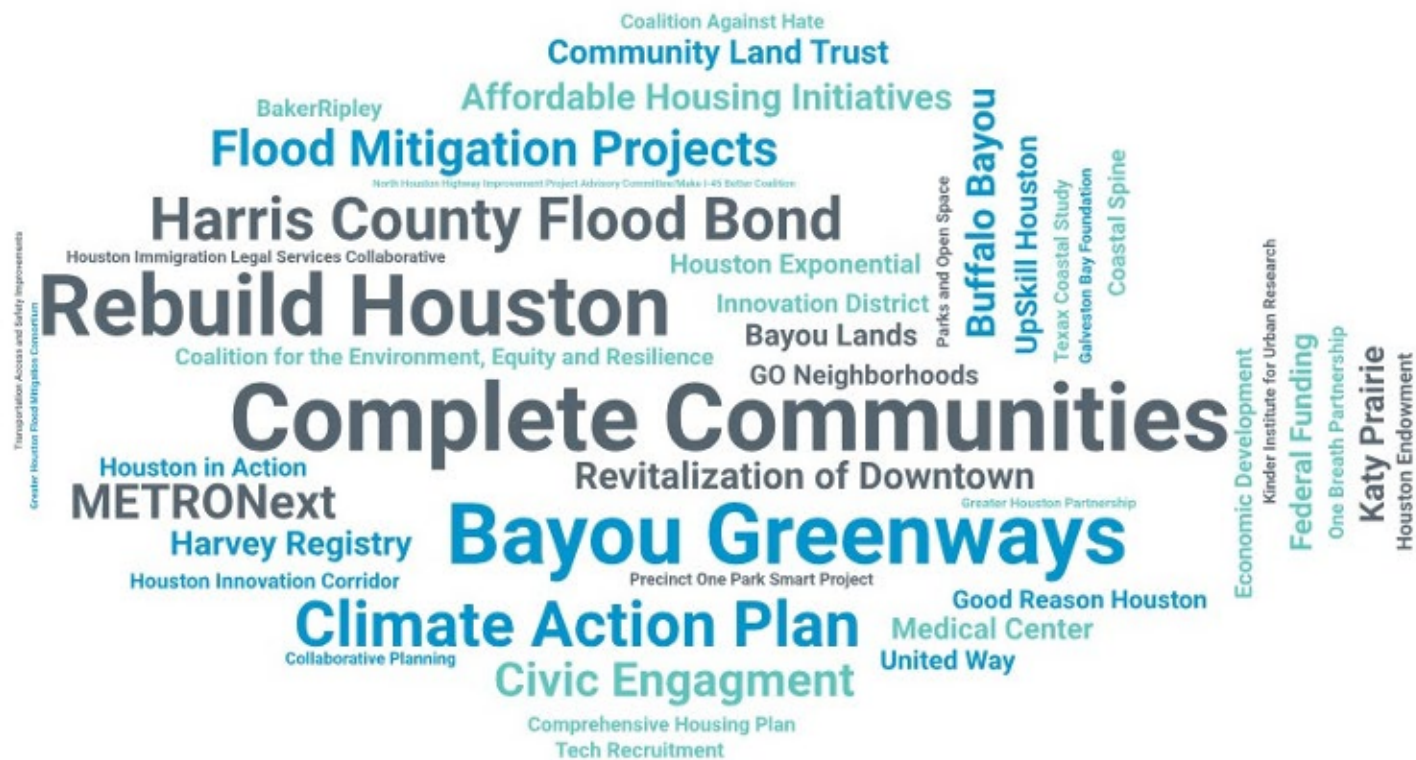 Coalition Against Hate
Community Land Trust
Affordable Housing Initiatives
BakerRipley
Flood Mitigation Projects
North Houston Highway Improvement Project Advisory Committee/Make I-45 Better Coalition
Harris County Flood Bond
Houston Immigration Legal Services Collaborative
Houston Exponential
Rebuild Houston
Innovation District
Bayou Lands
Coalition for the Environment, Equity and Resilience
GO Neighborhoods
Complete Communities
Houston in Action
Revitalization of Downtown
METRONext
Greater Houston Partnership
Bayou Greenways
Harvey Registry
Houston Innovation Corridor
Precinct One Park Smart Project
Good Reason Houston
Climate Action Plan
Medical Center
Collaborative Planning
United Way
Civic Engagment
Comprehensive Housing Plan
Tech Recruitment
Transportation Access and Safety Improvements
Greater Houston Flood Mitigation Consortium
Parks and Open Space
Buffalo Bayou
UpSkill Houston
Texax Coastal Study
Galveston Bay Foundation
Coastal Spine
Economic Development
Kinder Institute for Urban Research
Federal Funding
One Breath Partnership
Katy Prairie
Houston Endowment